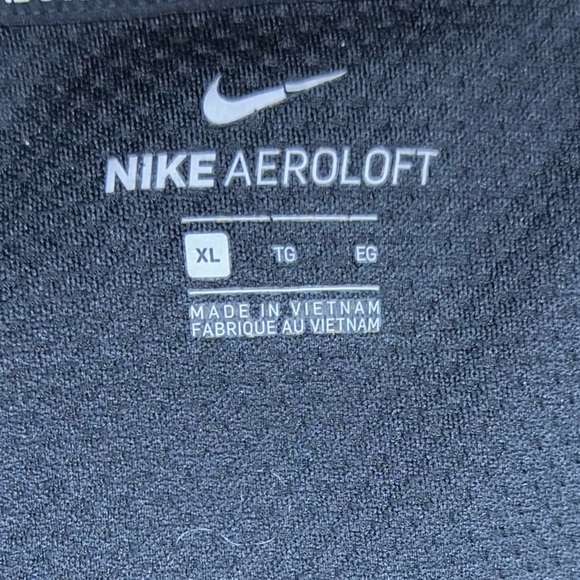 NIKE AEROLOFT
XL TG EG
MADE IN VIETNAM
FABRIQUE AU VIETNAM